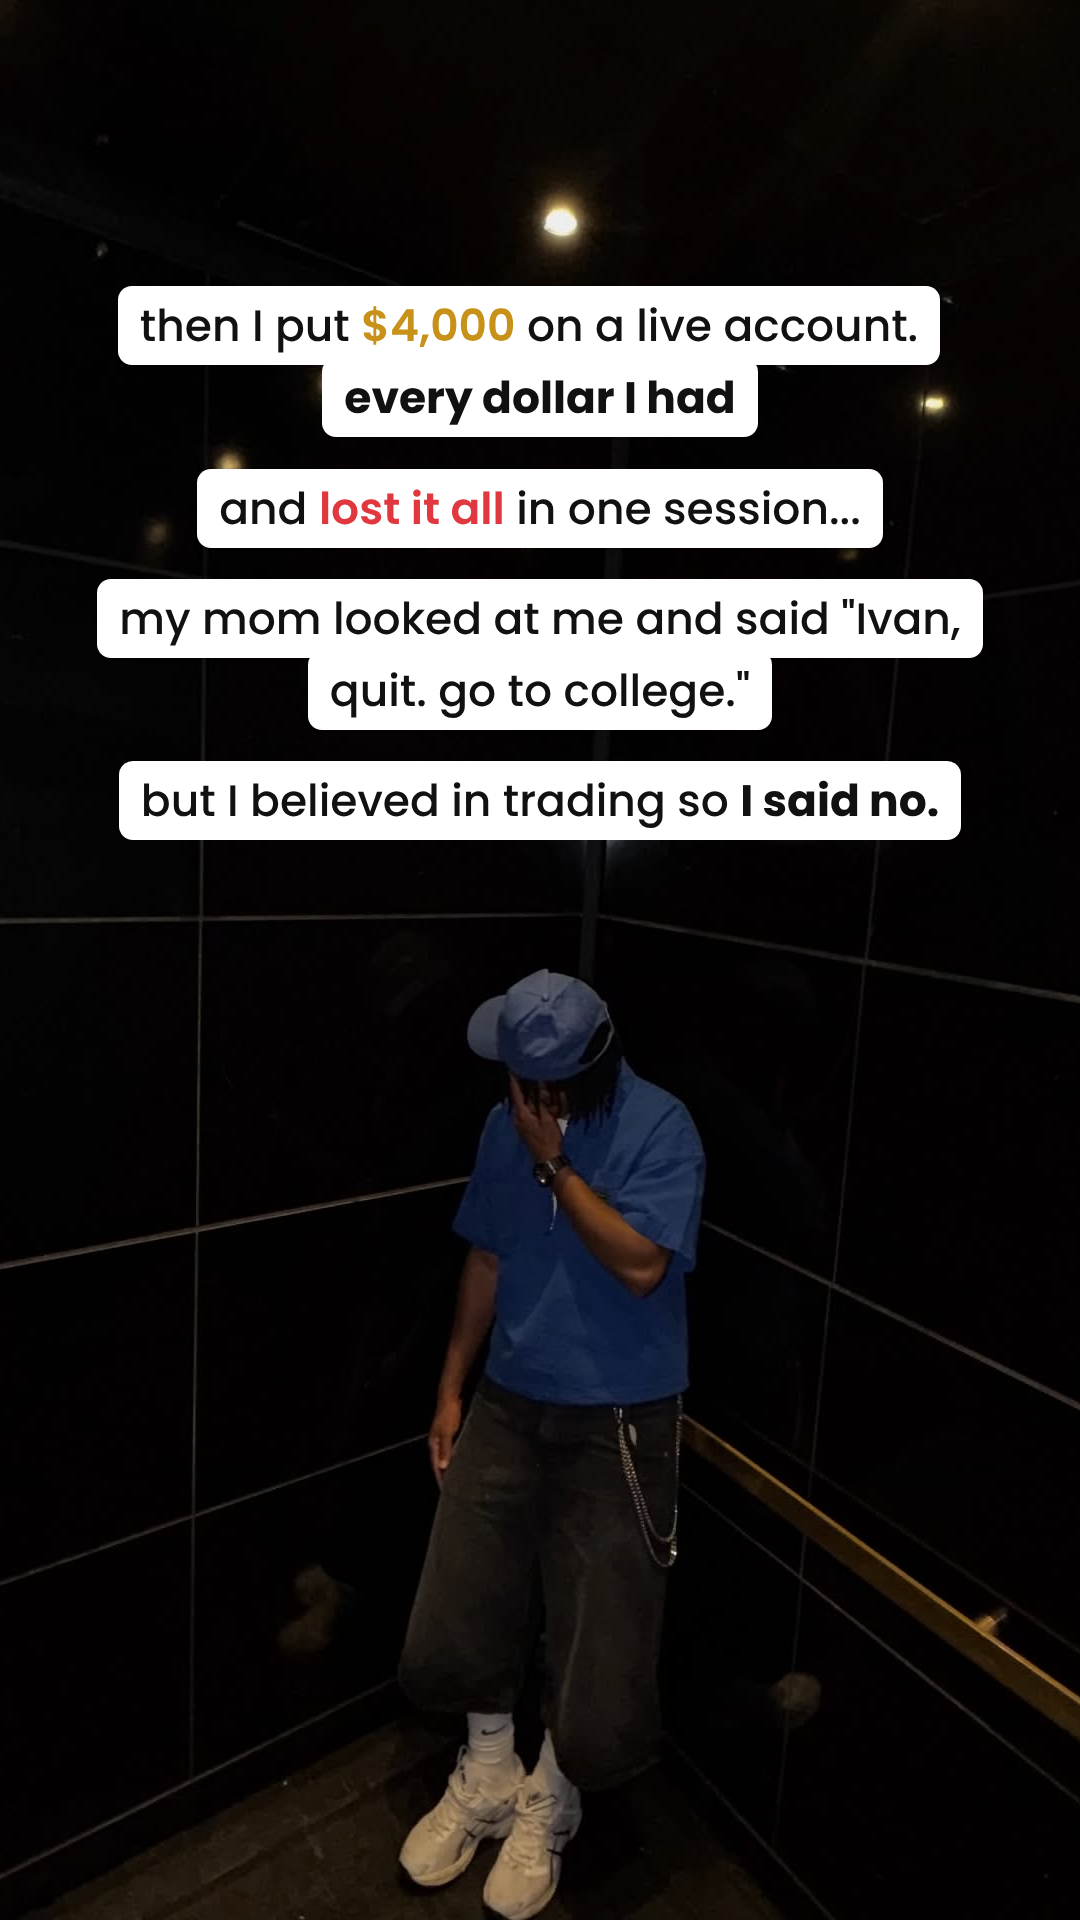 then I put $4,000 on a live account.
every dollar I had
and lost it all in one session...
my mom looked at me and said "Ivan,
quit. go to college."
but I believed in trading so I said no.